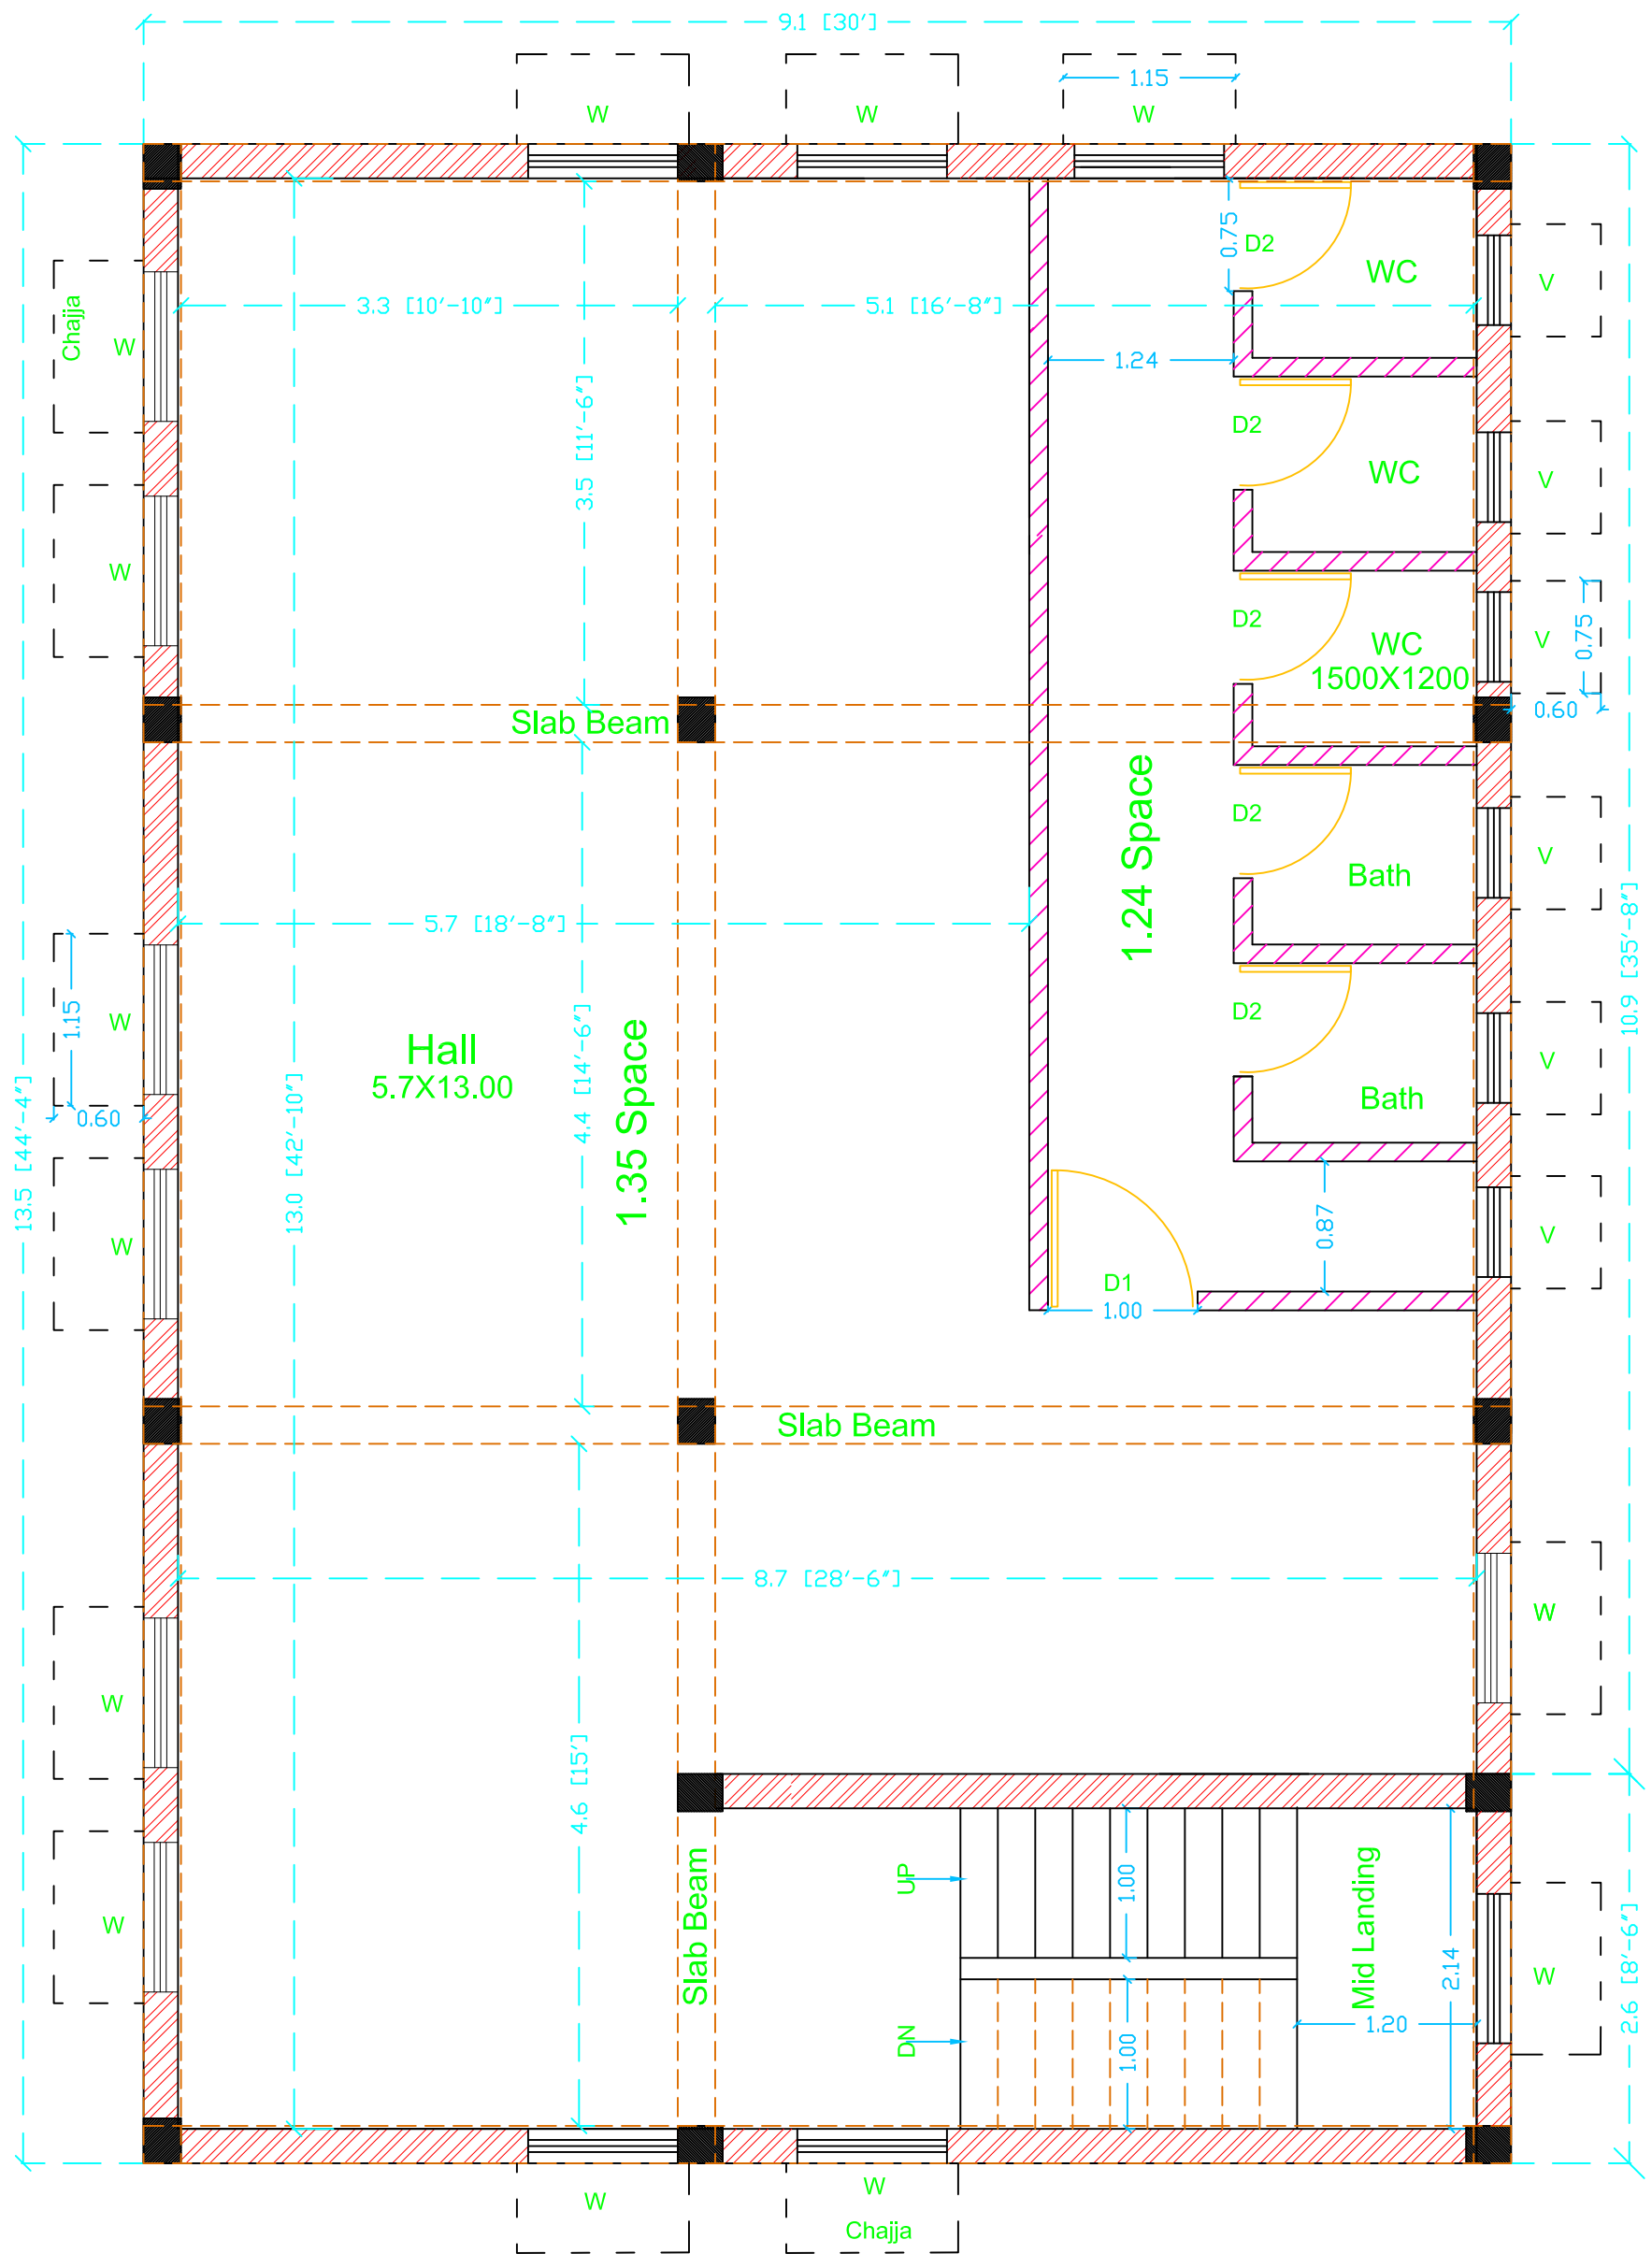 9.1 [30']
1.15
W
W
W
0.75
D2
WC
V
Chajja
W
3.3 [10'-10"]
5.1 [16'-8"]
1.24
3.5 [11'-6"]
D2
WC
V
W
D2
WC
1500X1200
V
0.75
0.60
Slab Beam
1.24 Space
D2
Bath
V
5.7 [18'-8"]
10.9 [35'-8"]
1.15
W
0.60
Hall
5.7X13.00
4.4 [14'-6"]
1.35 Space
D2
Bath
V
13.5 [44'-4"]
13.0 [42'-10"]
W
0.87
V
D1
1.00
Slab Beam
8.7 [28'-6"]
W
W
4.6 [15']
Slab Beam
UP
1.00
Mid Landing
2.14
W
W
2.6 [8'-6"]
DN
1.00
1.20
W
W
Chajja